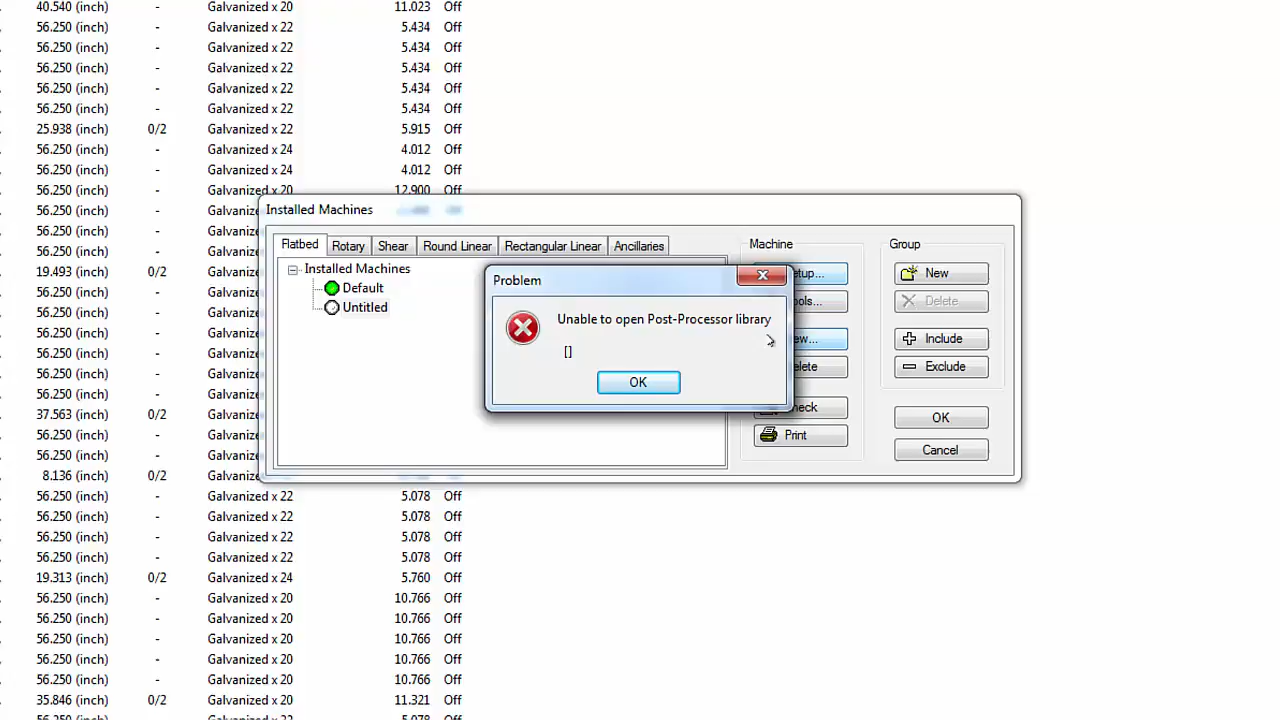 . 40.540 (inch) - Galvanized x 20 11.023 Off
. 56.250 (inch) - Galvanized x 22 5.434 Off
. 56.250 (inch) - Galvanized x 22 5.434 Off
. 56.250 (inch) - Galvanized x 22 5.434 Off
. 56.250 (inch) - Galvanized x 22 5.434 Off
. 56.250 (inch) - Galvanized x 22 5.434 Off
. 25.938 (inch) 0/2 Galvanized x 22 5.915 Off
. 56.250 (inch) - Galvanized x 24 4.012 Off
. 56.250 (inch) - Galvanized x 24 4.012 Off
. 56.250 (inch) - Galvanized x 20 12.900 Off
. 56.250 (inch) - Galvanize
. 56.250 (inch) - Galvanize
. 56.250 (inch) - Galvanize
. 19.493 (inch) 0/2 Galvanize
. 56.250 (inch) - Galvanize
. 56.250 (inch) - Galvanize
. 56.250 (inch) - Galvanize
. 56.250 (inch) - Galvanize
. 56.250 (inch) - Galvanize
. 56.250 (inch) - Galvanize
. 37.563 (inch) 0/2 Galvanize
. 56.250 (inch) - Galvanize
. 56.250 (inch) - Galvanize
. 8.136 (inch) 0/2 Galvanize
. 56.250 (inch) - Galvanized x 22 5.078 Off
. 56.250 (inch) - Galvanized x 22 5.078 Off
. 56.250 (inch) - Galvanized x 22 5.078 Off
. 56.250 (inch) - Galvanized x 22 5.078 Off
. 19.313 (inch) 0/2 Galvanized x 24 5.760 Off
. 56.250 (inch) - Galvanized x 20 10.766 Off
. 56.250 (inch) - Galvanized x 20 10.766 Off
. 56.250 (inch) - Galvanized x 20 10.766 Off
. 56.250 (inch) - Galvanized x 20 10.766 Off
. 56.250 (inch) - Galvanized x 20 10.766 Off
. 35.846 (inch) 0/2 Galvanized x 20 11.321 Off
. 56.250 (inch) - Galvanized x 22 5.078 Off
Installed Machines
Flatbed Rotary Shear Round Linear Rectangular Linear Ancillaries
Installed Machines
Default
Untitled
Machine
etup...
ols...
ew...
elete
heck
Print
Group
New
Delete
Include
Exclude
OK
Cancel
Problem
Unable to open Post-Processor library
[]
OK